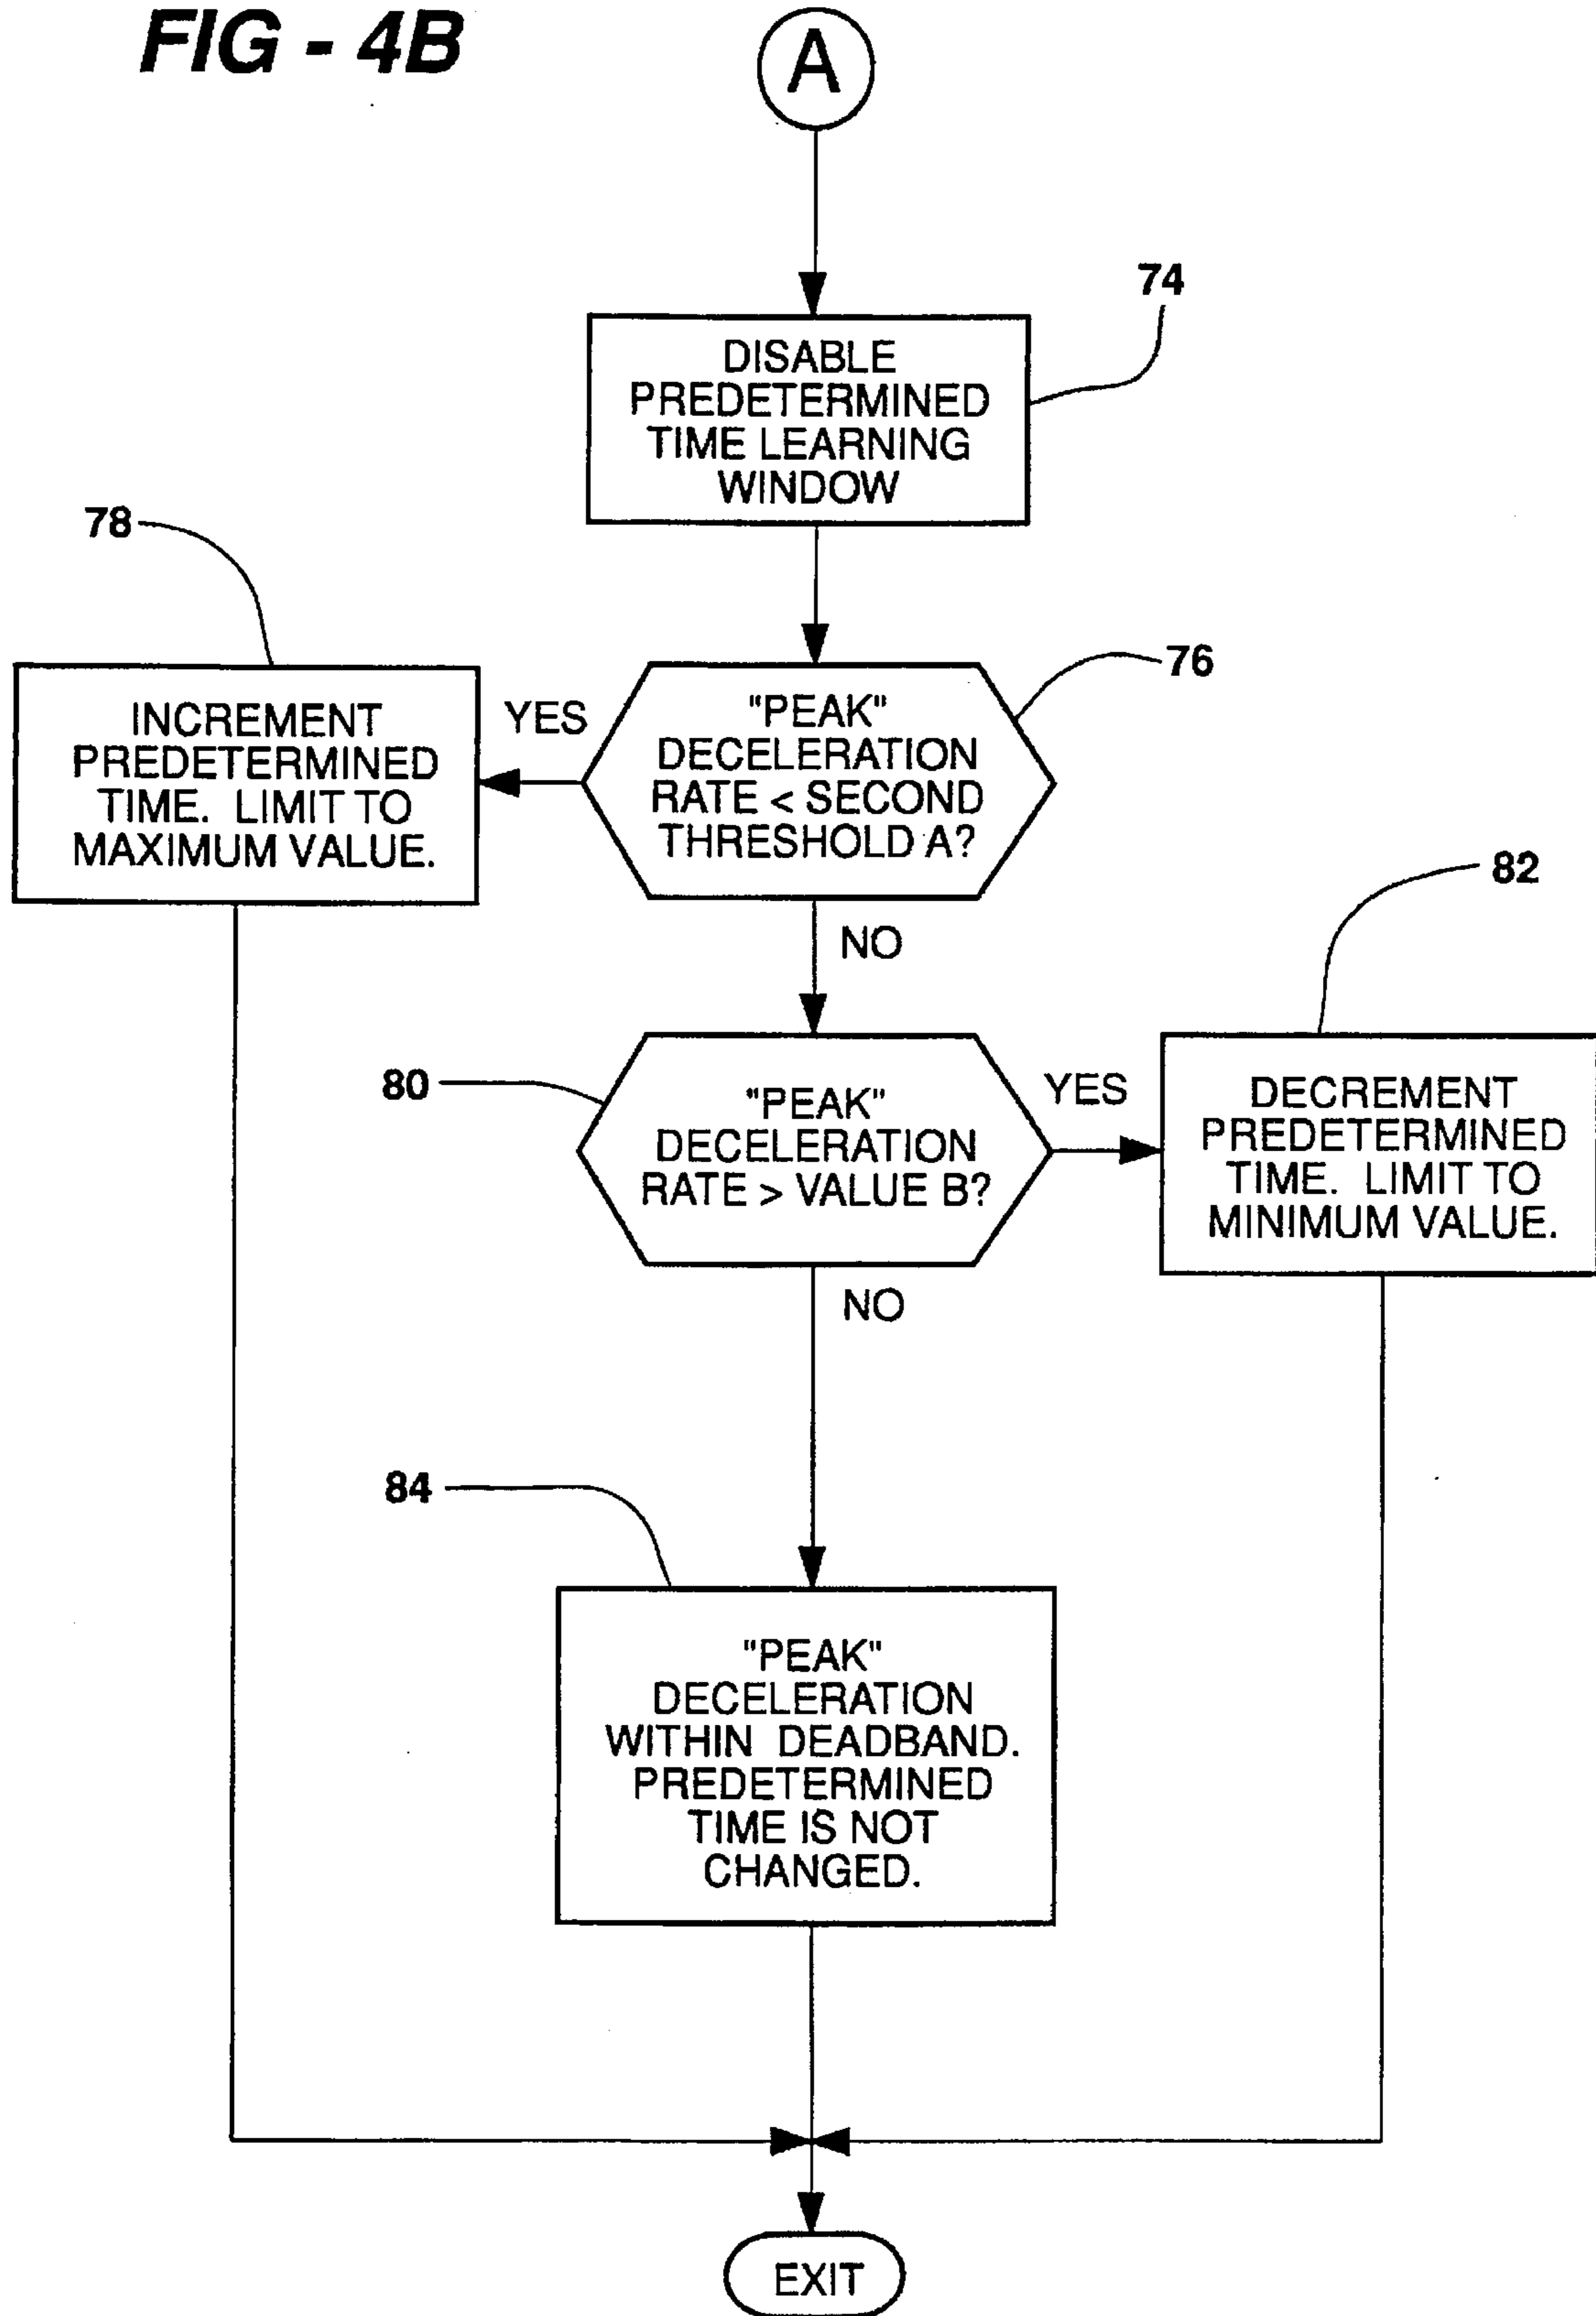 FIG - 4B
A
74
DISABLE
PREDETERMINED
TIME LEARNING
WINDOW
78
76
INCREMENT
PREDETERMINED
TIME. LIMIT TO
MAXIMUM VALUE.
YES
"PEAK"
DECELERATION
RATE < SECOND
THRESHOLD A?
82
NO
80
"PEAK"
DECELERATION
RATE > VALUE B?
YES
DECREMENT
PREDETERMINED
TIME. LIMIT TO
MINIMUM VALUE.
NO
84
"PEAK"
DECELERATION
WITHIN DEADBAND.
PREDETERMINED
TIME IS NOT
CHANGED.
EXIT